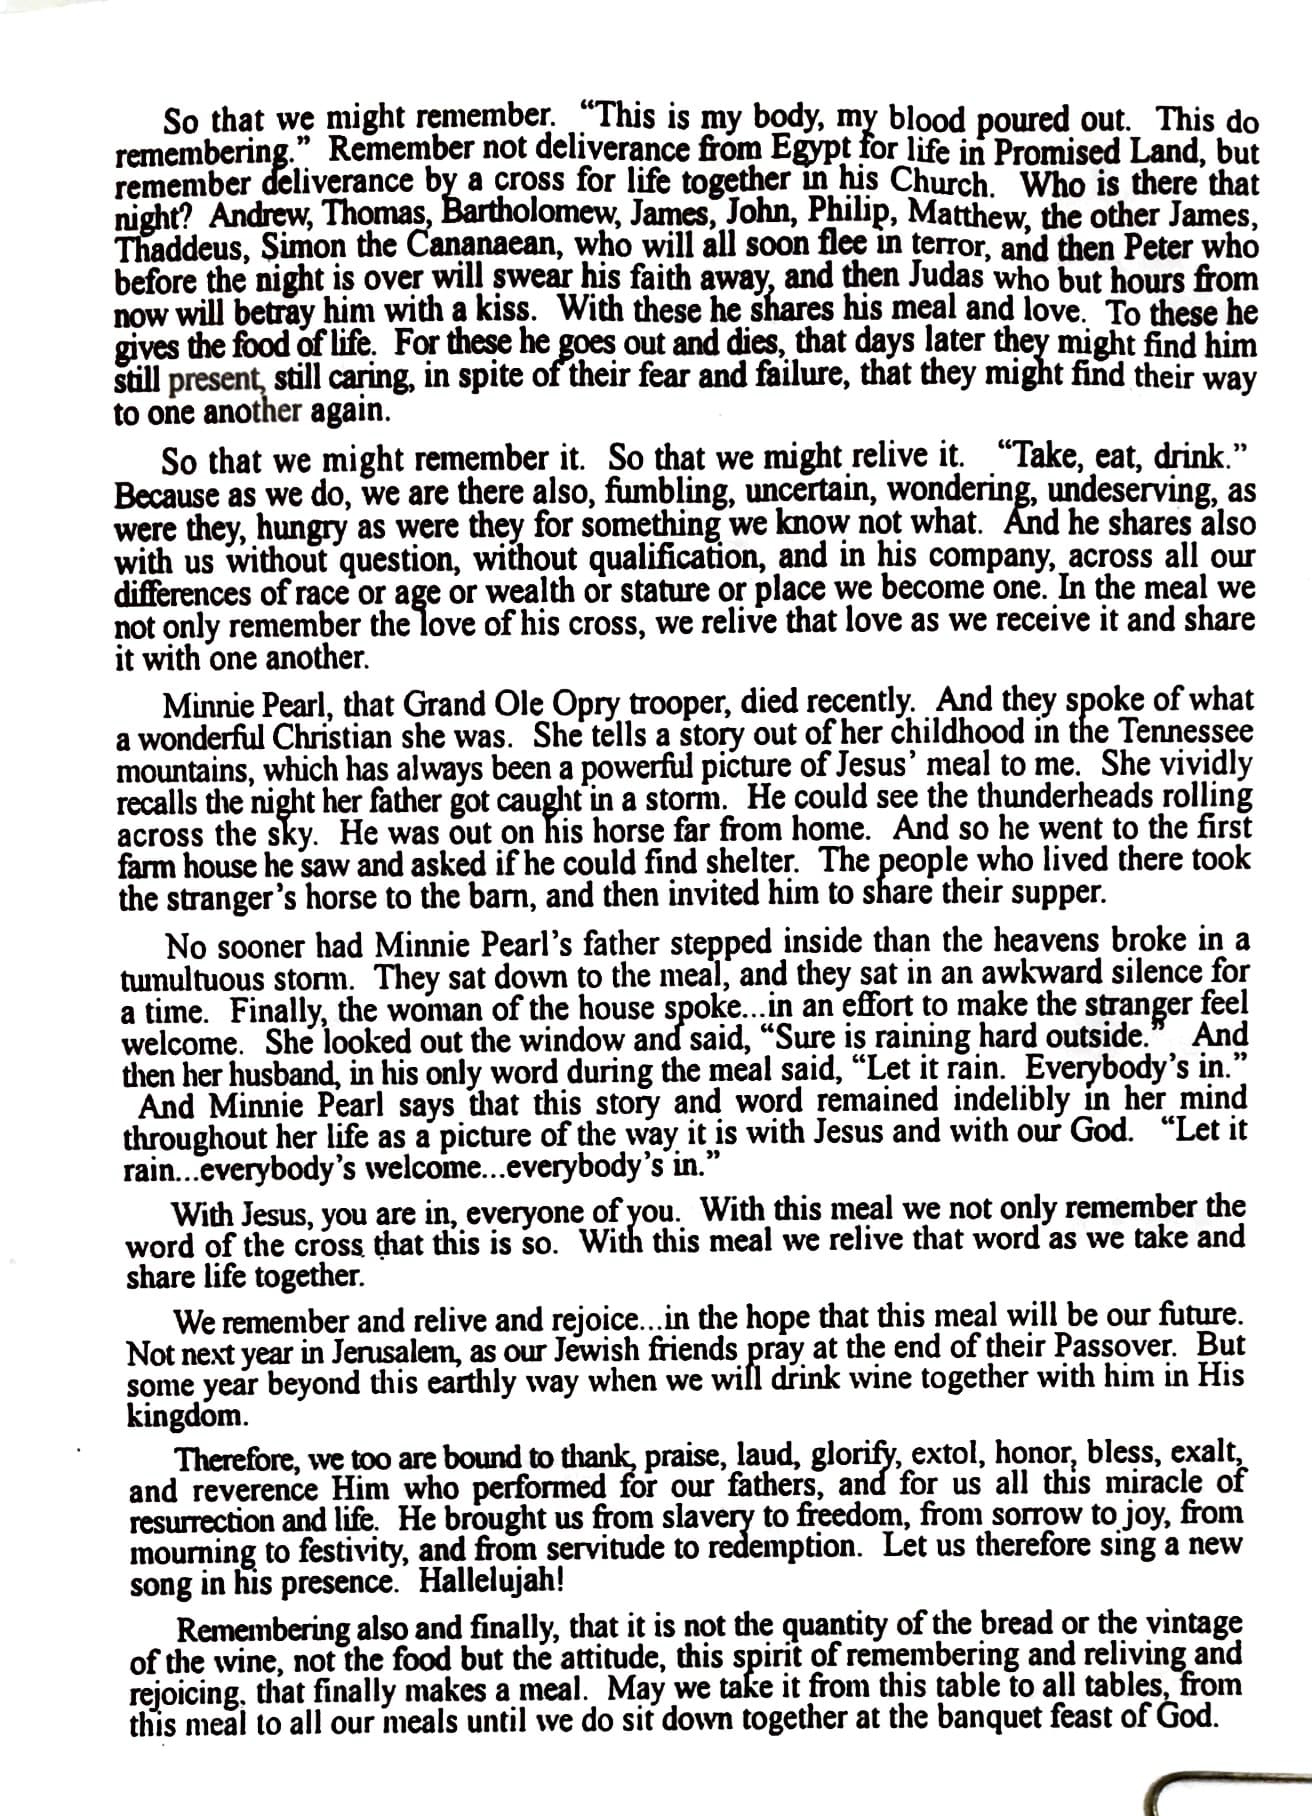 So that we might remember. “This is my body, my blood poured out. This do
remembering.” Remember not deliverance from Egypt for life in Promised Land, but
remember deliverance by a cross for life together in his Church. Who is there that
night? Andrew, Thomas, Bartholomew, James, John, Philip, Matthew, the other James,
Thaddeus, Simon the Cananaean, who will all soon flee in terror, and then Peter who
before the night is over will swear his faith away, and then Judas who but hours from
now will betray him with a kiss. With these he shares his meal and love. To these he
gives the food of life. For these he goes out and dies, that days later they might find him
still present, still caring, in spite of their fear and failure, that they might find their way
to one another again.
So that we might remember it. So that we might relive it. “Take, eat, drink.”
Because as we do, we are there also, fumbling, uncertain, wondering, undeserving, as
were they, hungry as were they for something we know not what. And he shares also
with us without question, without qualification, and in his company, across all our
differences of race or age or wealth or stature or place we become one. In the meal we
not only remember the love of his cross, we relive that love as we receive it and share
it with one another.
Minnie Pearl, that Grand Ole Opry trooper, died recently. And they spoke of what
a wonderful Christian she was. She tells a story out of her childhood in the Tennessee
mountains, which has always been a powerful picture of Jesus’ meal to me. She vividly
recalls the night her father got caught in a storm. He could see the thunderheads rolling
across the sky. He was out on his horse far from home. And so he went to the first
farm house he saw and asked if he could find shelter. The people who lived there took
the stranger’s horse to the barn, and then invited him to share their supper.
No sooner had Minnie Pearl’s father stepped inside than the heavens broke in a
tumultuous storm. They sat down to the meal, and they sat in an awkward silence for
a time. Finally, the woman of the house spoke...in an effort to make the stranger feel
welcome. She looked out the window and said, “Sure is raining hard outside.” And
then her husband, in his only word during the meal said, “Let it rain. Everybody’s in.”
And Minnie Pearl says that this story and word remained indelibly in her mind
throughout her life as a picture of the way it is with Jesus and with our God. “Let it
rain...everybody’s welcome...everybody’s in.”
With Jesus, you are in, everyone of you. With this meal we not only remember the
word of the cross that this is so. With this meal we relive that word as we take and
share life together.
We remember and relive and rejoice...in the hope that this meal will be our future.
Not next year in Jerusalem, as our Jewish friends pray at the end of their Passover. But
some year beyond this earthly way when we will drink wine together with him in His
kingdom.
Therefore, we too are bound to thank, praise, laud, glorify, extol, honor, bless, exalt,
and reverence Him who performed for our fathers, and for us all this miracle of
resurrection and life. He brought us from slavery to freedom, from sorrow to joy, from
mourning to festivity, and from servitude to redemption. Let us therefore sing a new
song in his presence. Hallelujah!
Remembering also and finally, that it is not the quantity of the bread or the vintage
of the wine, not the food but the attitude, this spirit of remembering and reliving and
rejoicing, that finally makes a meal. May we take it from this table to all tables, from
this meal to all our meals until we do sit down together at the banquet feast of God.